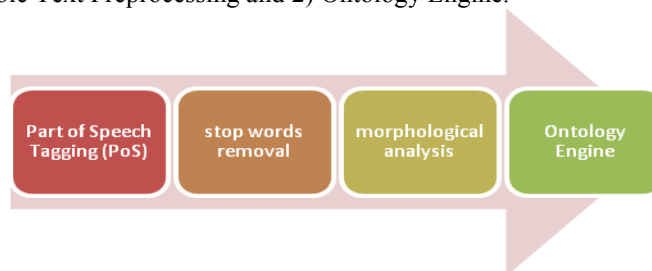 Text Preprocessing and 2) Ontology Engine.
Part of Speech
Tagging (PoS)
stop words
removal
morphological
analysis
Ontology
Engine